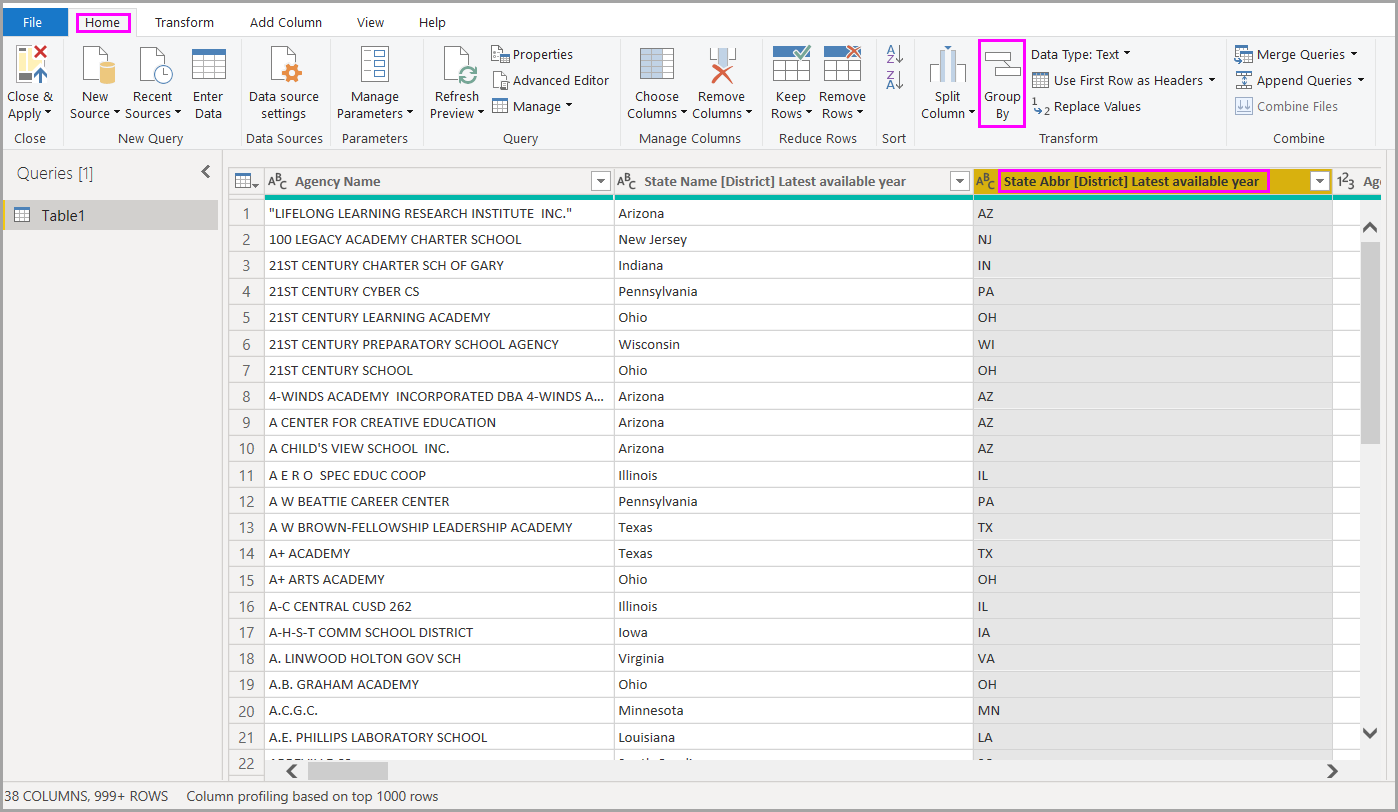 File Home Transform Add Column View Help
Close & Apply
New Source
Recent Sources
Enter Data
Data source settings
Manage Parameters
Refresh Preview
Properties
Advanced Editor
Manage
Choose Columns
Remove Columns
Keep Rows
Remove Rows
A Z
Z A
Split Column
Group By
Data Type: Text
Use First Row as Headers
1 2 Replace Values
Merge Queries
Append Queries
Combine Files
Close New Query Data Sources Parameters Query Manage Columns Reduce Rows Sort Transform Combine
Queries [1]
Table1
ABC Agency Name ABC State Name [District] Latest available year ABC State Abbr [District] Latest available year 123 Age
1 "LIFELONG LEARNING RESEARCH INSTITUTE  INC." Arizona AZ
2 100 LEGACY ACADEMY CHARTER SCHOOL New Jersey NJ
3 21ST CENTURY CHARTER SCH OF GARY Indiana IN
4 21ST CENTURY CYBER CS Pennsylvania PA
5 21ST CENTURY LEARNING ACADEMY Ohio OH
6 21ST CENTURY PREPARATORY SCHOOL AGENCY Wisconsin WI
7 21ST CENTURY SCHOOL Ohio OH
8 4-WINDS ACADEMY  INCORPORATED DBA 4-WINDS A... Arizona AZ
9 A CENTER FOR CREATIVE EDUCATION Arizona AZ
10 A CHILD'S VIEW SCHOOL  INC. Arizona AZ
11 A E R O  SPEC EDUC COOP Illinois IL
12 A W BEATTIE CAREER CENTER Pennsylvania PA
13 A W BROWN-FELLOWSHIP LEADERSHIP ACADEMY Texas TX
14 A+ ACADEMY Texas TX
15 A+ ARTS ACADEMY Ohio OH
16 A-C CENTRAL CUSD 262 Illinois IL
17 A-H-S-T COMM SCHOOL DISTRICT Iowa IA
18 A. LINWOOD HOLTON GOV SCH Virginia VA
19 A.B. GRAHAM ACADEMY Ohio OH
20 A.C.G.C. Minnesota MN
21 A.E. PHILLIPS LABORATORY SCHOOL Louisiana LA
22
38 COLUMNS, 999+ ROWS Column profiling based on top 1000 rows